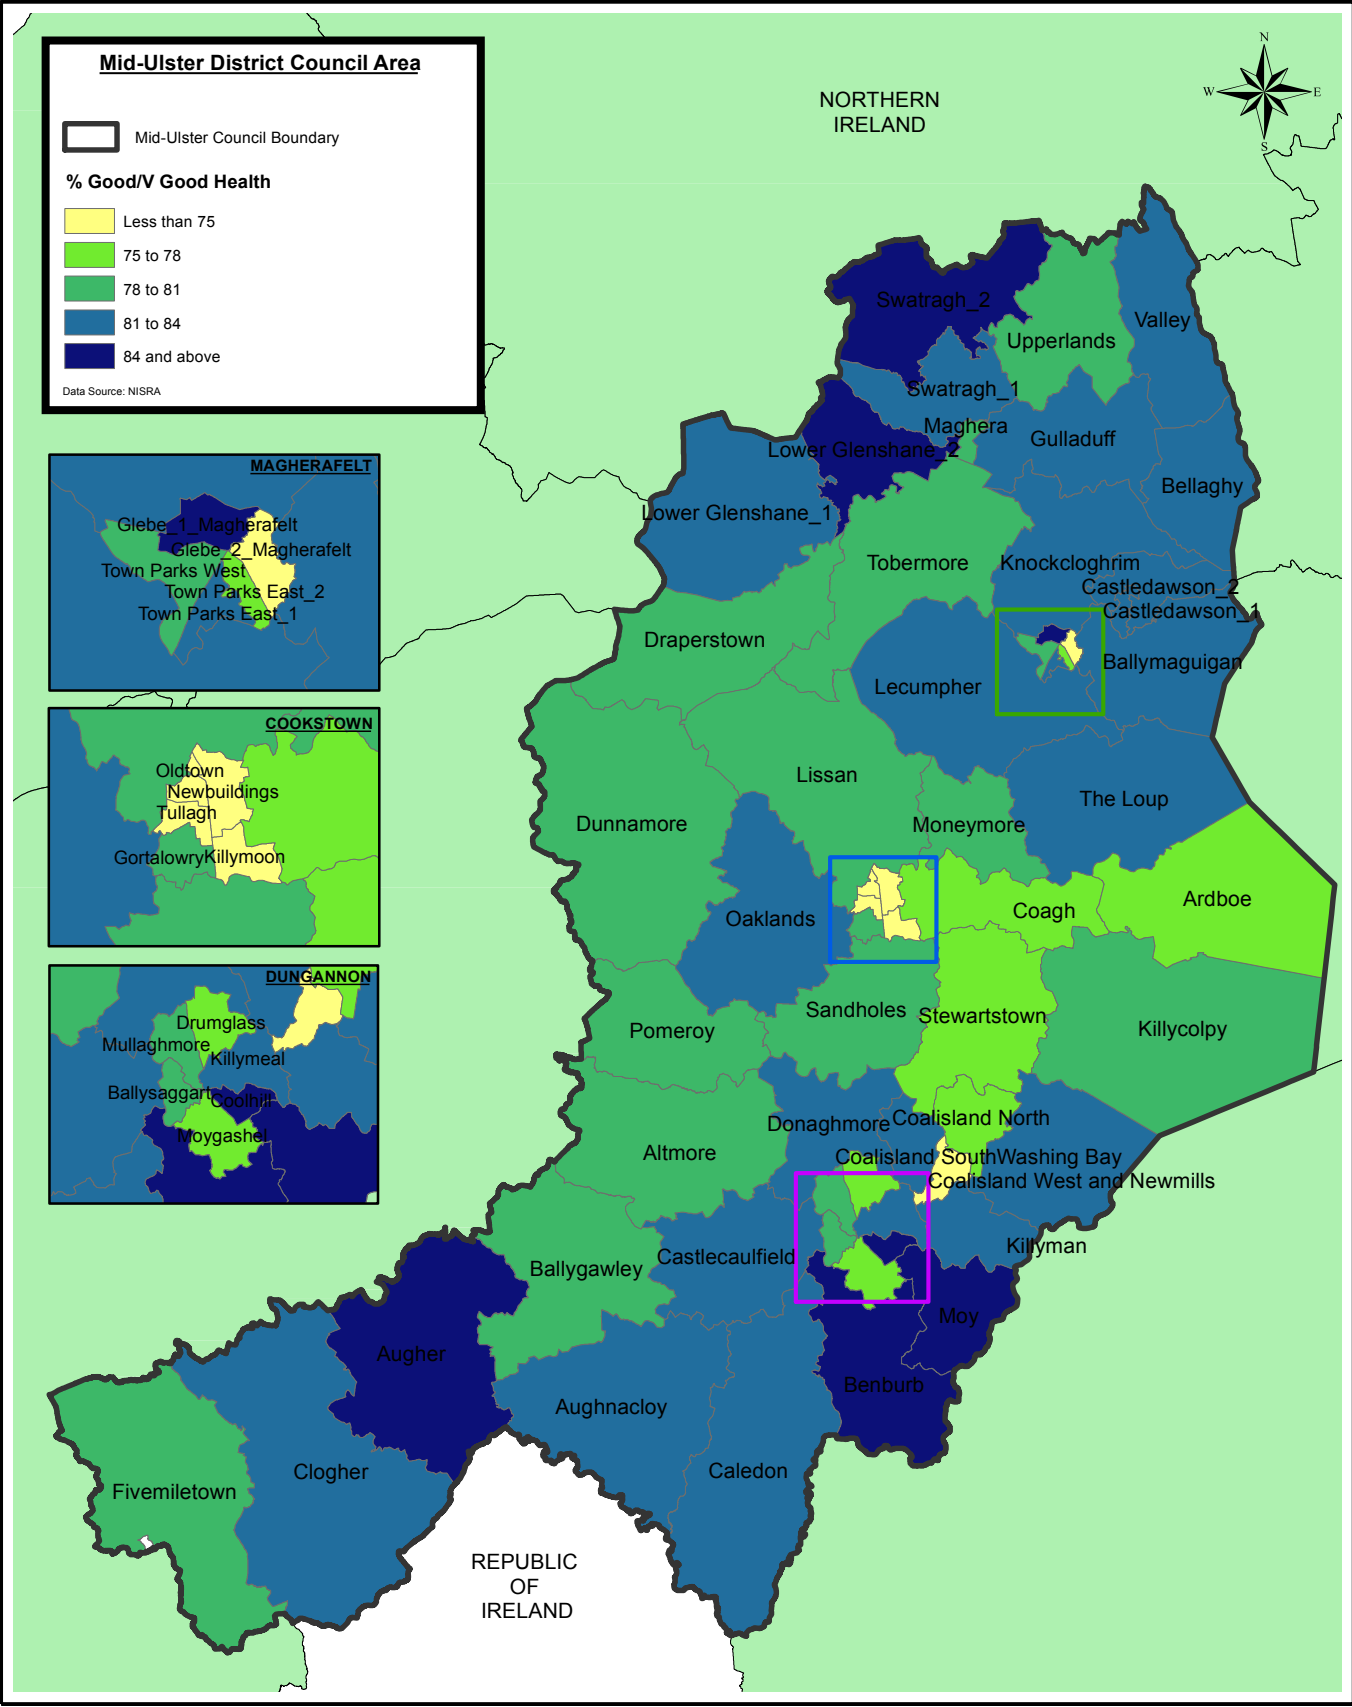 Mid-Ulster District Council Area
Mid-Ulster Council Boundary
% Good/V Good Health
Less than 75
75 to 78
78 to 81
81 to 84
84 and above
Data Source: NISRA
NORTHERN
IRELAND
N
W
E
S
Swatragh_2
Valley
Upperlands
Swatragh_1
Maghera
Gulladuff
Lower Glenshane_2
Bellaghy
Lower Glenshane_1
Tobermore
Knockcloghrim
Castledawson_2
Castledawson_1
Draperstown
Ballymaguigan
Lecumpher
Lissan
The Loup
Dunnamore
Moneymore
Ardboe
Coagh
Oaklands
Sandholes
Stewartstown
Pomeroy
Killycolpy
Donaghmore
Coalisland North
Altmore
Coalisland South
Washing Bay
Coalisland West and Newmills
Killyman
Castlecaulfield
Ballygawley
Moy
Augher
Benburb
Aughnacloy
Caledon
Clogher
Fivemiletown
REPUBLIC
OF
IRELAND
MAGHERAFELT
Glebe_1_Magherafelt
Glebe_2_Magherafelt
Town Parks West
Town Parks East_2
Town Parks East_1
COOKSTOWN
Oldtown
Newbuildings
Tullagh
Gortalowry
Killymoon
DUNGANNON
Drumglass
Mullaghmore
Killymeal
Ballysaggart
Coolhill
Moygashel